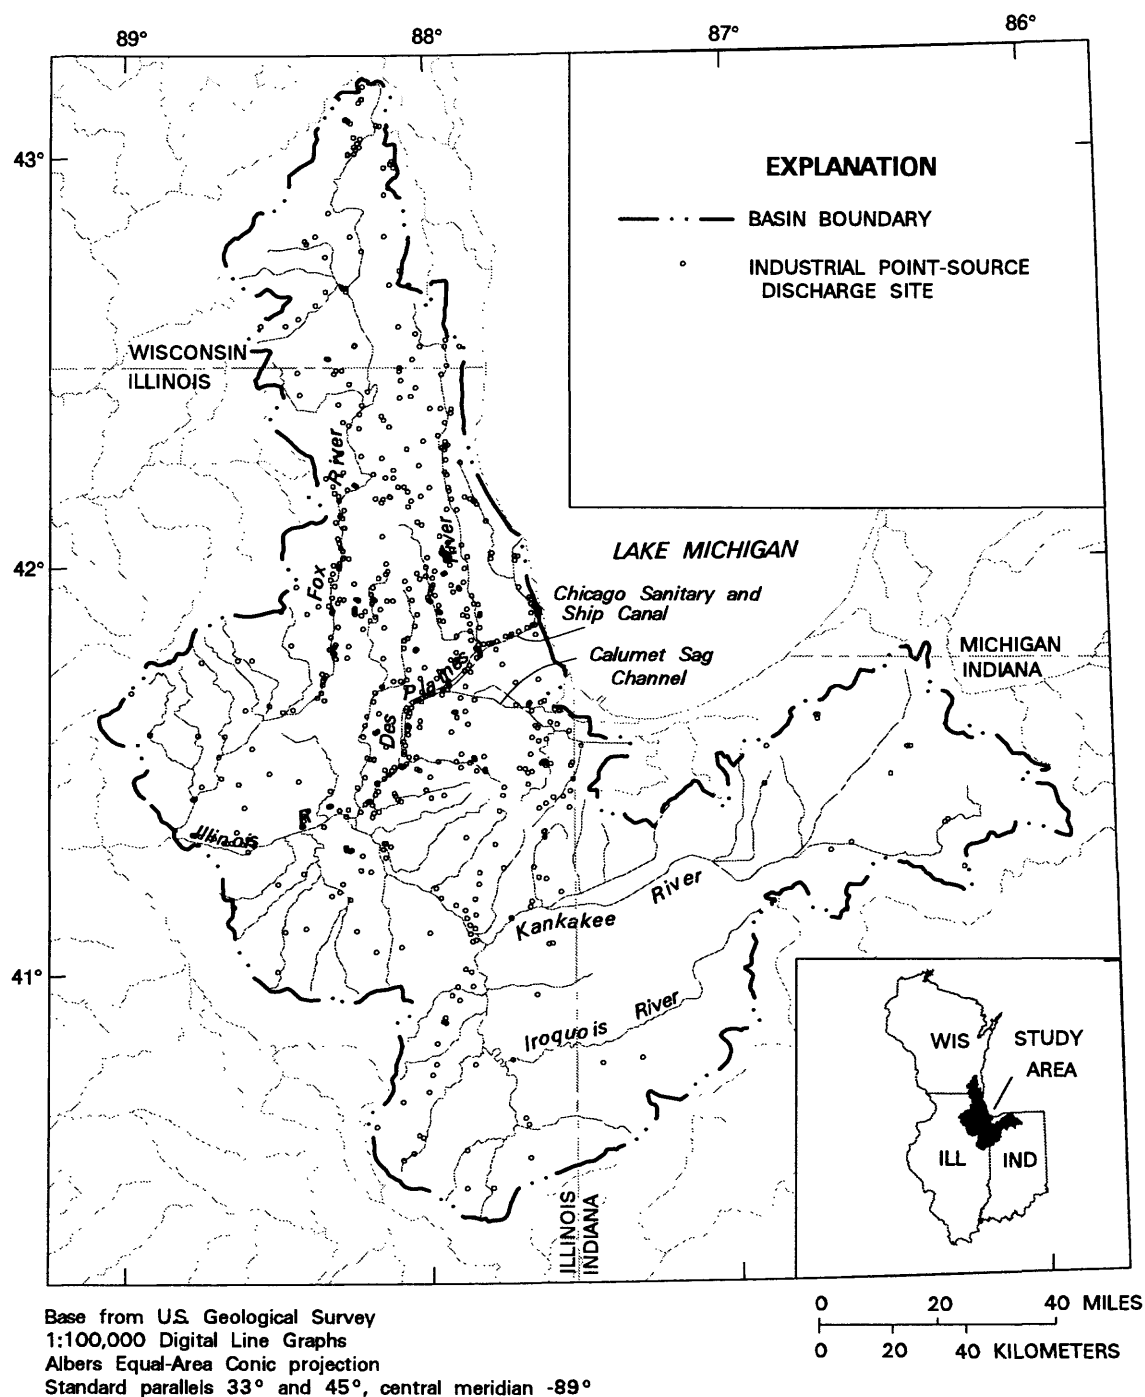 89°
88°
87°
86°
43°
42°
41°
EXPLANATION
BASIN BOUNDARY
INDUSTRIAL POINT-SOURCE
DISCHARGE SITE
WISCONSIN
ILLINOIS
Fox River
Des Plaines River
LAKE MICHIGAN
Chicago Sanitary and
Ship Canal
Calumet Sag
Channel
MICHIGAN
INDIANA
Illinois
Kankakee River
Iroquois River
ILLINOIS
INDIANA
WIS
STUDY
AREA
ILL
IND
0 20 40 MILES
0 20 40 KILOMETERS
Base from U.S. Geological Survey
1:100,000 Digital Line Graphs
Albers Equal-Area Conic projection
Standard parallels 33° and 45°, central meridian -89°